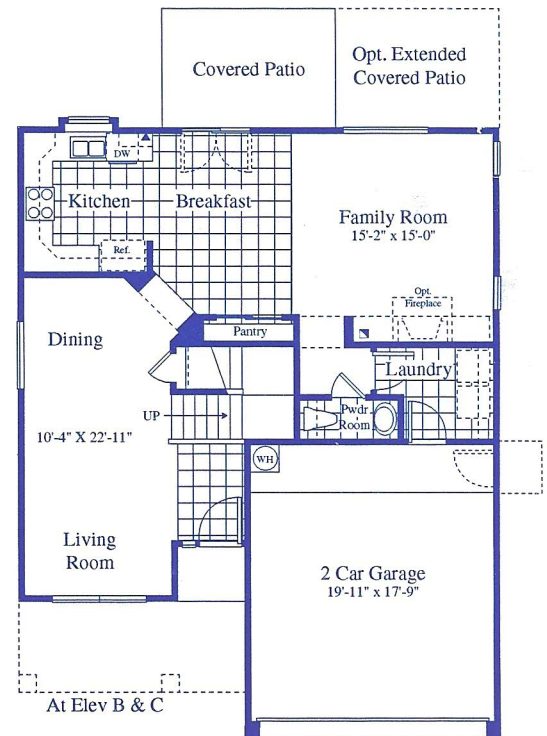 Covered Patio
Opt. Extended
Covered Patio
DW
Kitchen
Breakfast
Family Room
15'-2" x 15'-0"
Ref.
Opt.
Fireplace
Pantry
Dining
Laundry
UP
Pwdr
Room
10'-4" X 22'-11"
WH
Living
Room
2 Car Garage
19'-11" x 17'-9"
At Elev B & C